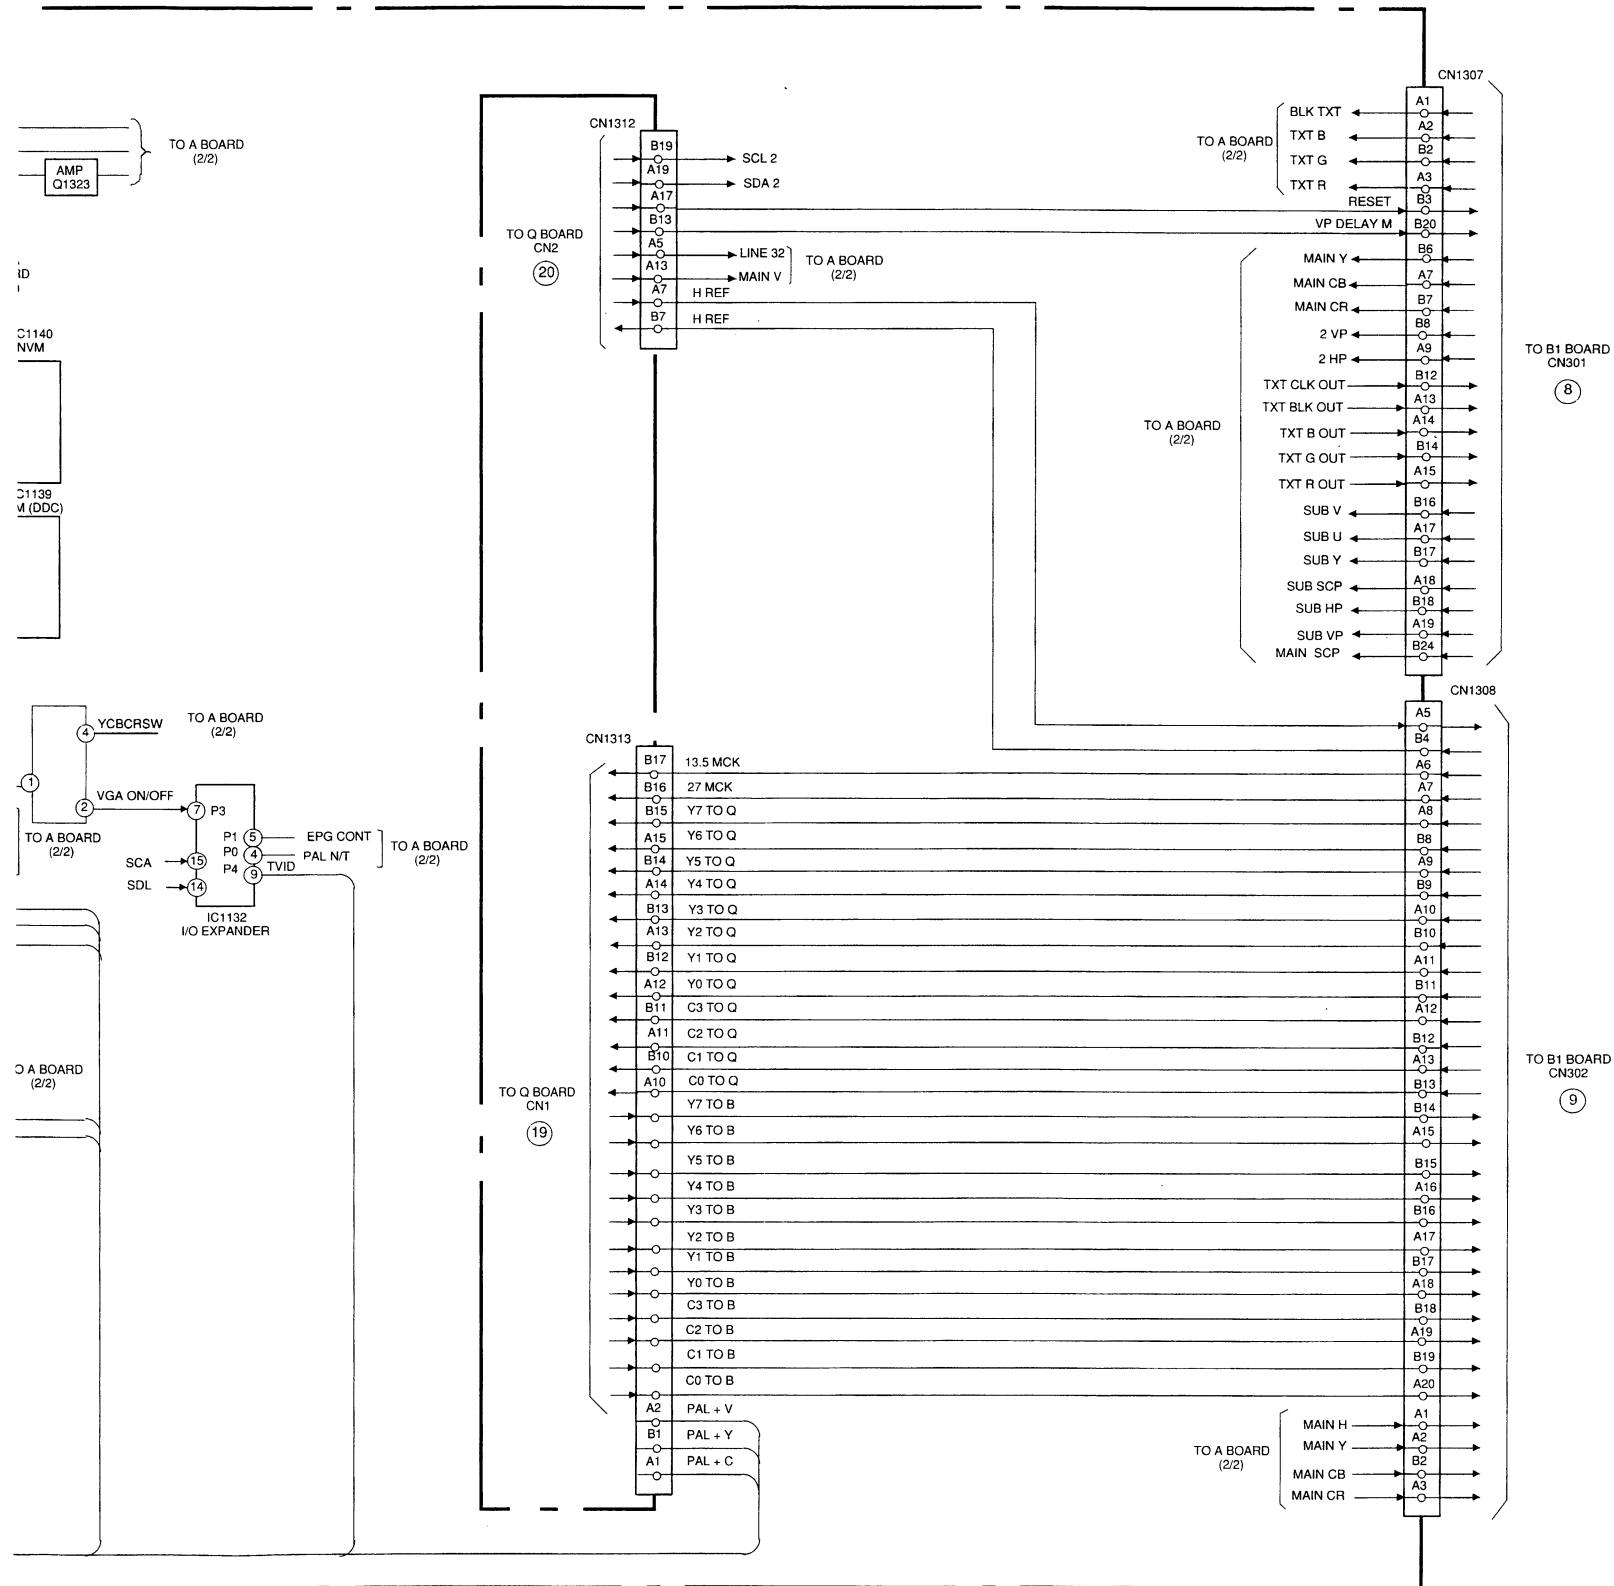 TO A BOARD
(2/2)
AMP
Q1323
NVM
YCBCRSW
TO A BOARD
(2/2)
4
1
2
VGA ON/OFF
7
P3
TO A BOARD
(2/2)
P1
5
EPG CONT
P0
4
PAL N/T
TO A BOARD
(2/2)
P4
9
TVID
SCA
15
SDL
14
IC1132
I/O EXPANDER
A BOARD
(2/2)
C1140
C1139
(DDC)
CN1312
TO Q BOARD
CN2
20
B19
SCL 2
A19
SDA 2
A17
B13
A5
LINE 32
A13
MAIN V
TO A BOARD
(2/2)
A7
H REF
B7
H REF
CN1313
TO Q BOARD
CN1
19
B17
13.5 MCK
B16
27 MCK
B15
Y7 TO Q
A15
Y6 TO Q
B14
Y5 TO Q
A14
Y4 TO Q
B13
Y3 TO Q
A13
Y2 TO Q
B12
Y1 TO Q
A12
Y0 TO Q
B11
C3 TO Q
A11
C2 TO Q
B10
C1 TO Q
A10
C0 TO Q
Y7 TO B
Y6 TO B
Y5 TO B
Y4 TO B
Y3 TO B
Y2 TO B
Y1 TO B
Y0 TO B
C3 TO B
C2 TO B
C1 TO B
C0 TO B
A2
PAL + V
B1
PAL + Y
A1
PAL + C
CN1307
TO A BOARD
(2/2)
BLK TXT
A1
TXT B
A2
TXT G
B2
TXT R
A3
RESET
B3
VP DELAY M
B20
TO A BOARD
(2/2)
MAIN Y
B6
MAIN CB
A7
MAIN CR
B7
2 VP
B8
2 HP
A9
TXT CLK OUT
B12
TXT BLK OUT
A13
TXT B OUT
A14
TXT G OUT
B14
TXT R OUT
A15
SUB V
B16
SUB U
A17
SUB Y
B17
SUB SCP
A18
SUB HP
B18
SUB VP
A19
MAIN SCP
B24
TO B1 BOARD
CN301
8
CN1308
A5
B4
A6
A7
A8
B8
A9
B9
A10
B10
A11
B11
A12
B12
A13
B13
B14
A15
B15
A16
B16
A17
B17
A18
B18
A19
B19
A20
TO B1 BOARD
CN302
9
TO A BOARD
(2/2)
MAIN H
A1
MAIN Y
A2
MAIN CB
B2
MAIN CR
A3